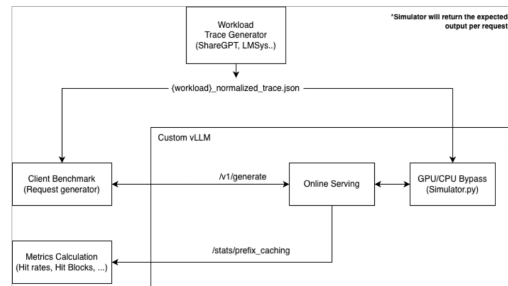 *Simulator will return the expected
output per request
Workload
Trace Generator
(ShareGPT, LMSys..)
{workload}_normalized_trace.json
Custom vLLM
Client Benchmark
(Request generator)
/v1/generate
Online Serving
GPU/CPU Bypass
(Simulator.py)
/stats/prefix_caching
Metrics Calculation
(Hit rates, Hit Blocks, ...)